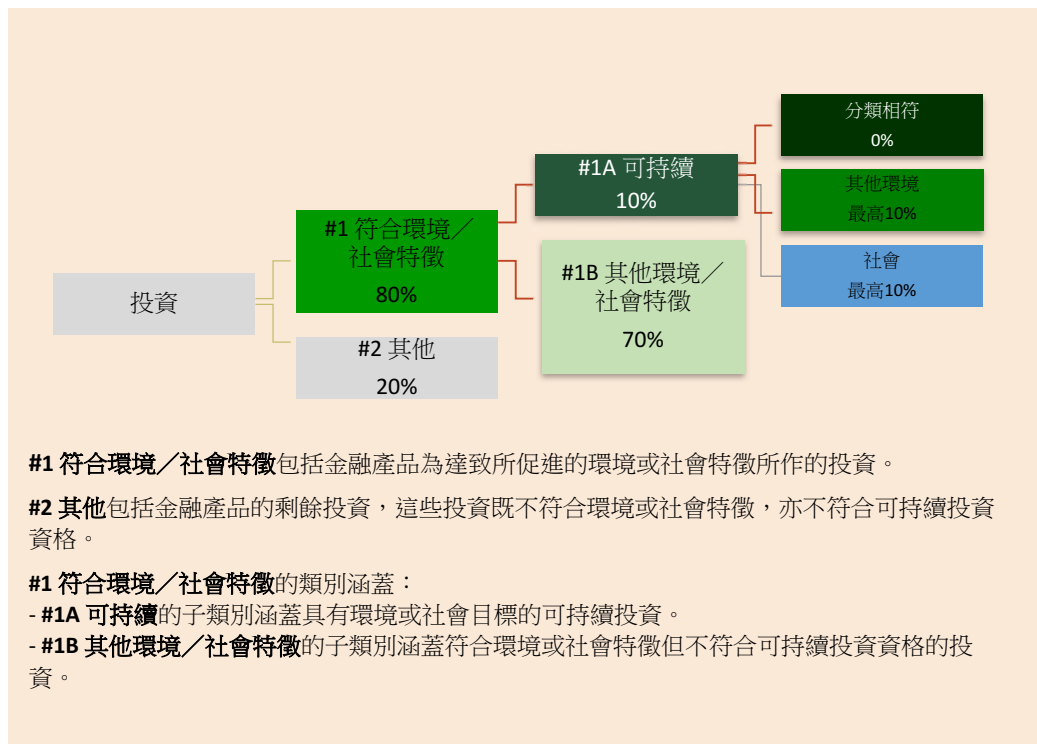 投資
#1 符合環境／
社會特徵
80%
#2 其他
20%
#1A 可持續
10%
#1B 其他環境／
社會特徵
70%
分類相符
0%
其他環境
最高10%
社會
最高10%
#1 符合環境／社會特徵包括金融產品為達致所促進的環境或社會特徵所作的投資。
#2 其他包括金融產品的剩餘投資，這些投資既不符合環境或社會特徵，亦不符合可持續投資
資格。
#1 符合環境／社會特徵的類別涵蓋：
- #1A 可持續的子類別涵蓋具有環境或社會目標的可持續投資。
- #1B 其他環境／社會特徵的子類別涵蓋符合環境或社會特徵但不符合可持續投資資格的投
資。